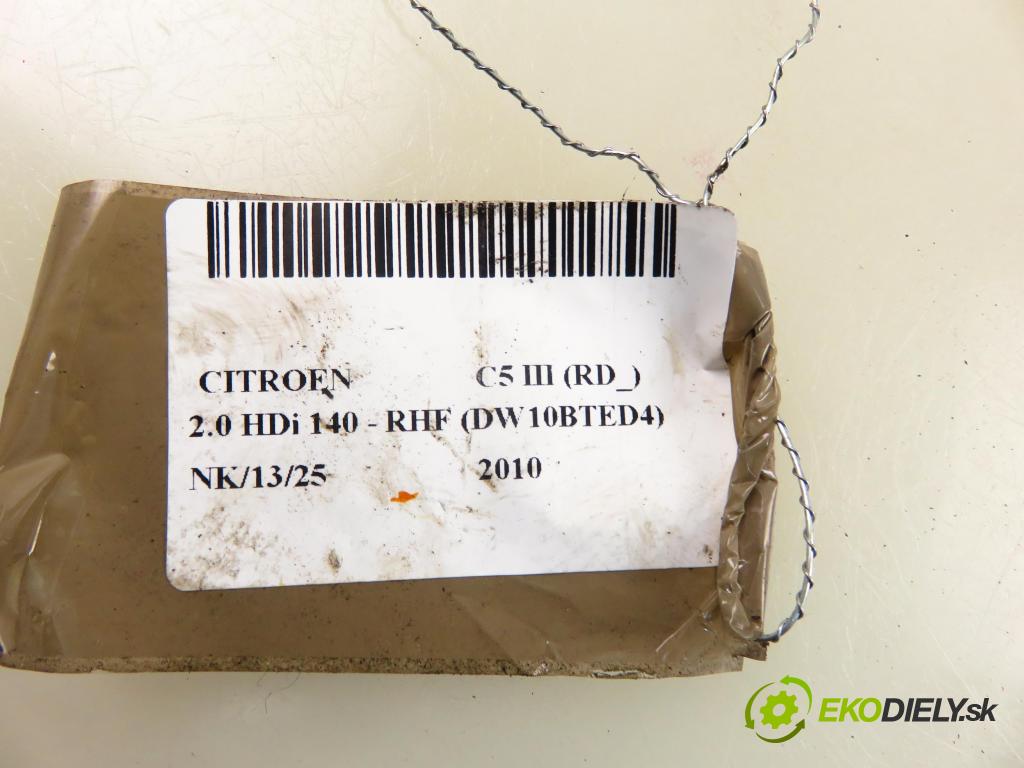 CITROEN C5 III (RD_)
2.0 HDi 140 - RHF (DW10BTED4)
NK/13/25 2010
EKODIELY.sk